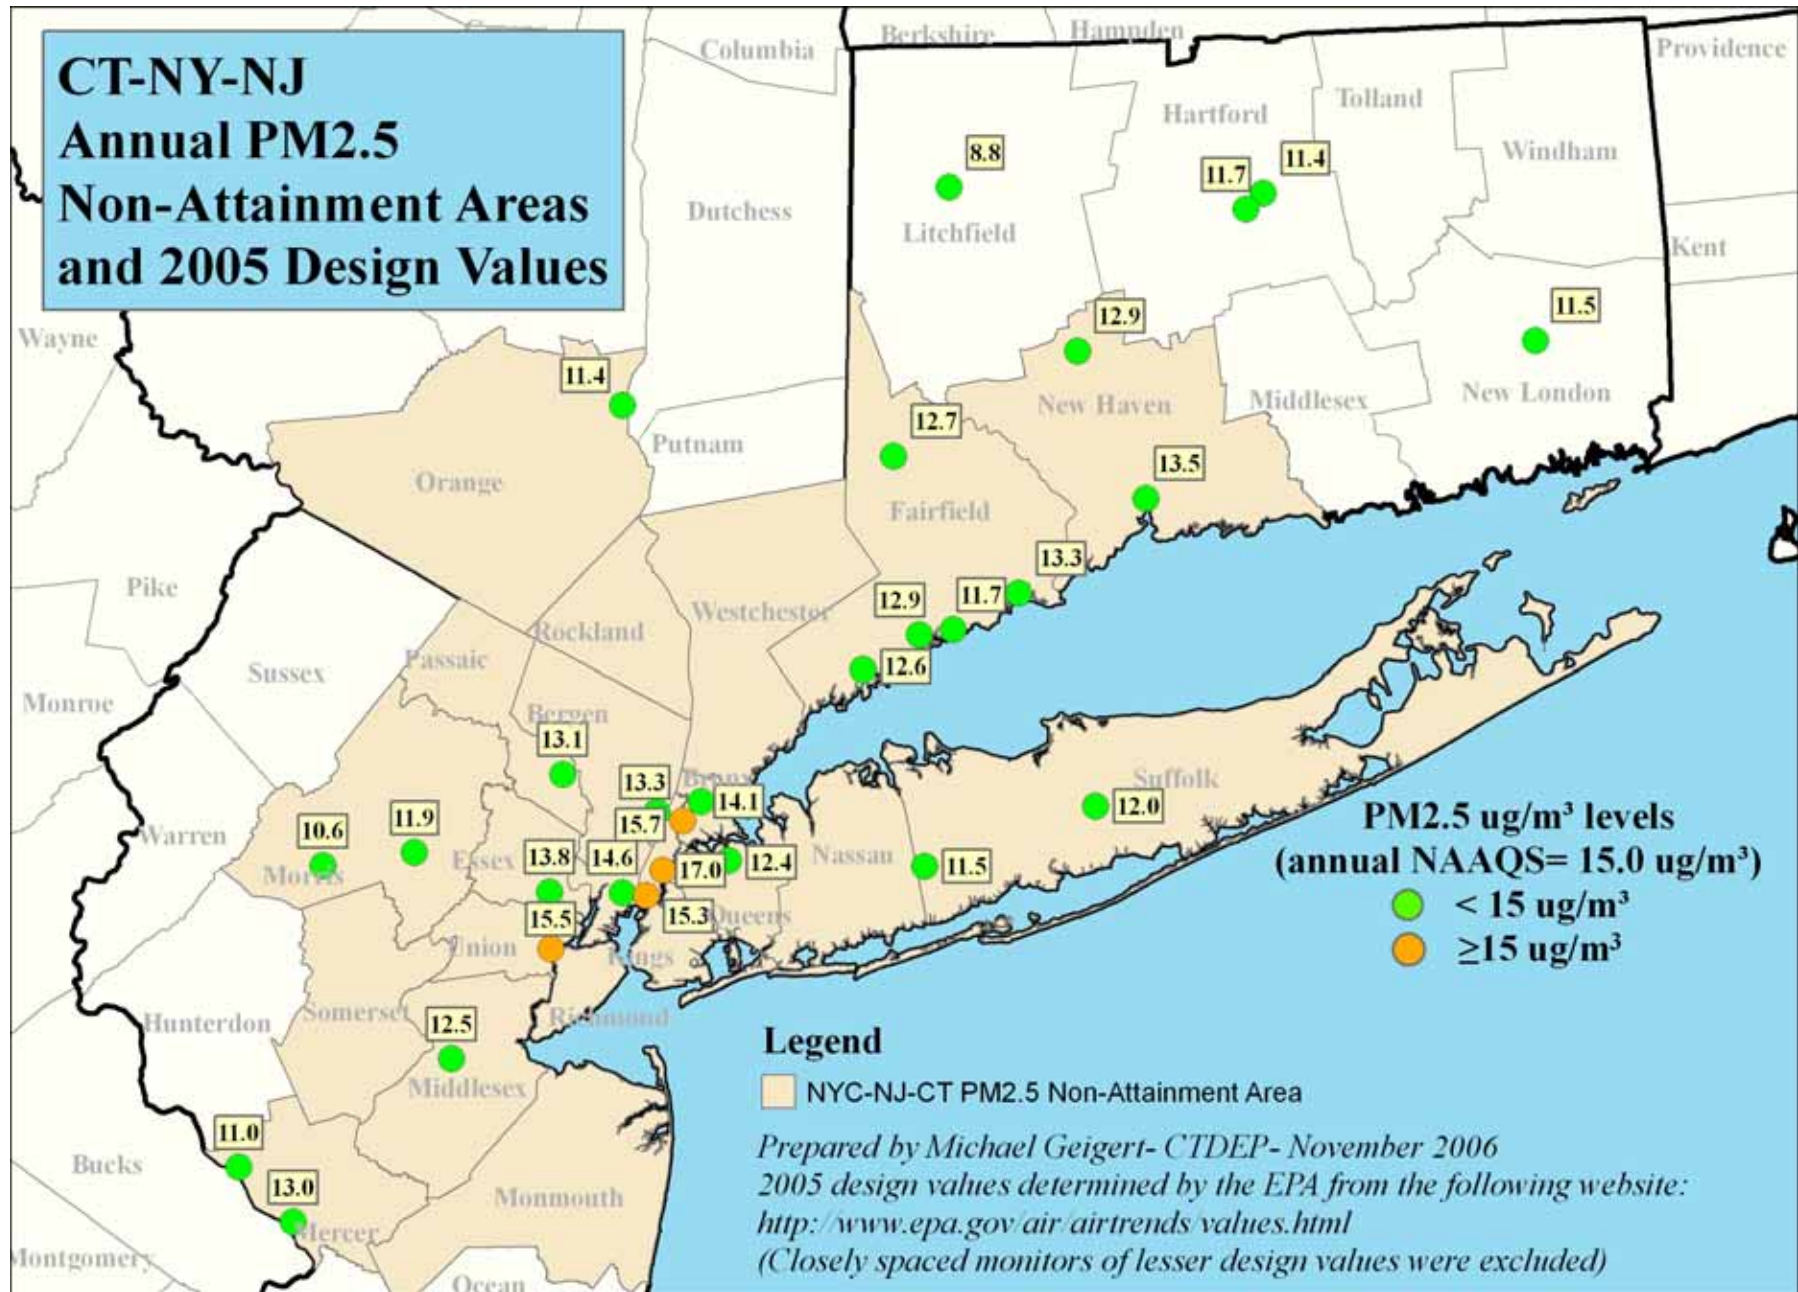 CT-NY-NJ
Annual PM2.5
Non-Attainment Areas
and 2005 Design Values
Columbia
Berkshire
Hampden
Providence
Hartford
Tolland
Windham
8.8
11.7
11.4
Dutchess
Litchfield
Kent
Wayne
12.9
11.5
11.4
New Haven
Middlesex
New London
12.7
Putnam
13.5
Orange
Fairfield
13.3
Pike
12.9
11.7
Westchester
Rockland
Passaic
12.6
Sussex
Monroe
Bergen
13.1
13.3
Bronx
14.1
Suffolk
12.0
15.7
10.6
11.9
Warren
Essex
13.8
14.6
17.0
12.4
Nassau
11.5
Morris
15.5
15.3
Queens
Union
Kings
Hunterdon
Somerset
12.5
Richmond
Middlesex
11.0
Bucks
13.0
Monmouth
Mercer
Montgomery
Ocean
PM2.5 ug/m³ levels
(annual NAAQS= 15.0 ug/m³)
< 15 ug/m³
≥15 ug/m³
Legend
NYC-NJ-CT PM2.5 Non-Attainment Area
Prepared by Michael Geigert- CTDEP- November 2006
2005 design values determined by the EPA from the following website:
http://www.epa.gov/air/airtrends/values.html
(Closely spaced monitors of lesser design values were excluded)